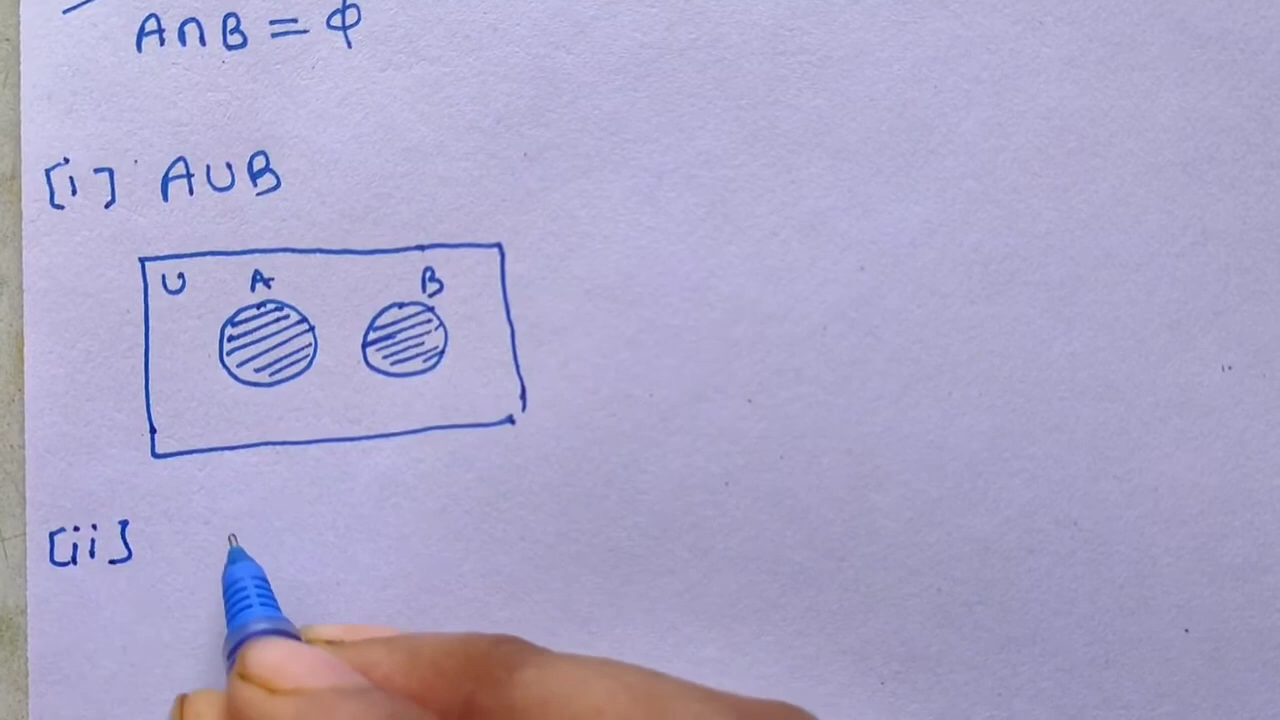 A∩B = ϕ
[i] A∪B
U A B
[ii]